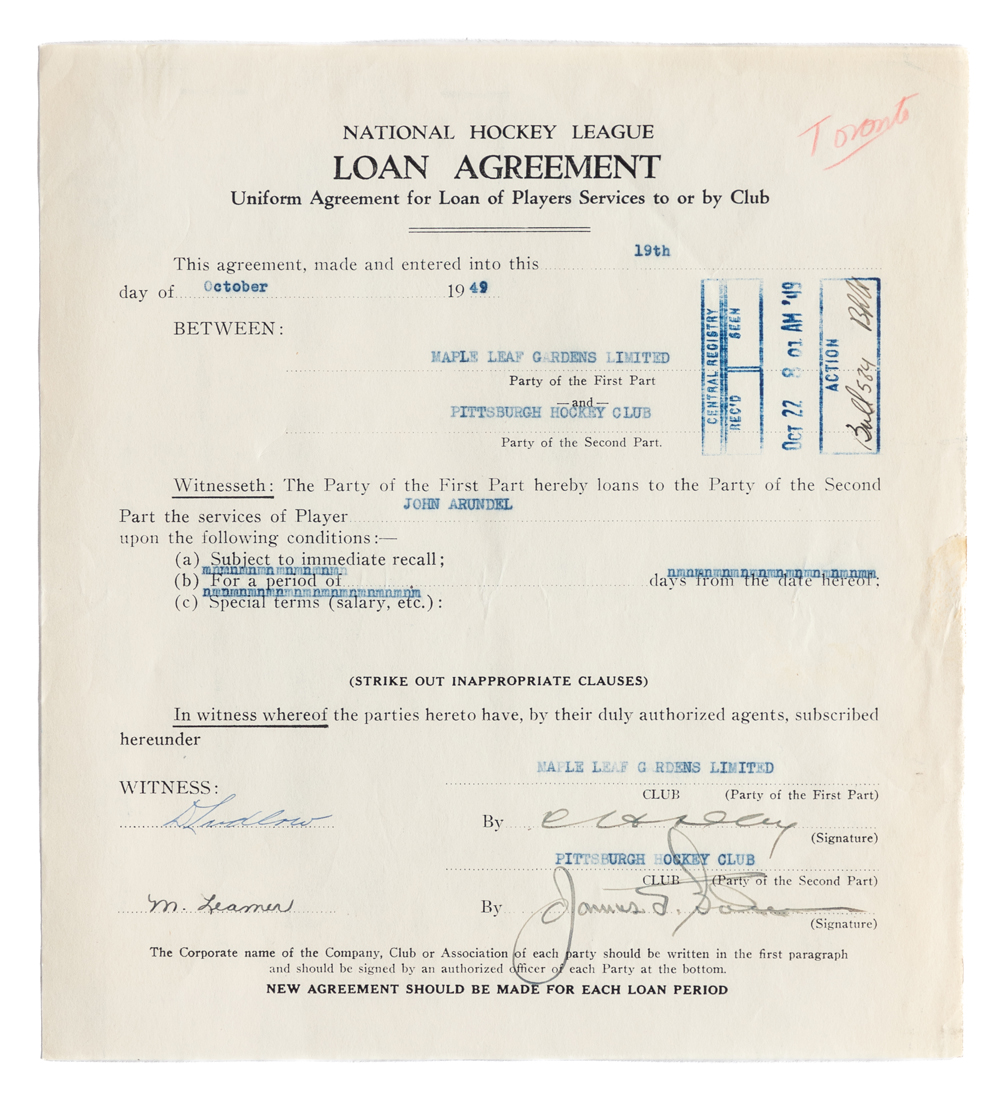 Toronto
NATIONAL HOCKEY LEAGUE
LOAN AGREEMENT
Uniform Agreement for Loan of Players Services to or by Club
This agreement, made and entered into this 19th
day of October 1949
BETWEEN:
MAPLE LEAF GARDENS LIMITED
Party of the First Part
—and—
PITTSBURGH HOCKEY CLUB
Party of the Second Part.
CENTRAL REGISTRY
REC'D SEEN
OCT 22 8 01 AM '49
ACTION
Bull 584
Witnesseth: The Party of the First Part hereby loans to the Party of the Second
Part the services of Player JOHN ARUNDEL
upon the following conditions:—
(a) Subject to immediate recall;
(b) For a period of days from the date hereof;
(c) Special terms (salary, etc.):
(STRIKE OUT INAPPROPRIATE CLAUSES)
In witness whereof the parties hereto have, by their duly authorized agents, subscribed
hereunder
MAPLE LEAF GARDENS LIMITED
WITNESS:
CLUB (Party of the First Part)
D Ludlow By
(Signature)
PITTSBURGH HOCKEY CLUB
CLUB (Party of the Second Part)
M. Leamer By James
(Signature)
The Corporate name of the Company, Club or Association of each party should be written in the first paragraph
and should be signed by an authorized officer of each Party at the bottom.
NEW AGREEMENT SHOULD BE MADE FOR EACH LOAN PERIOD